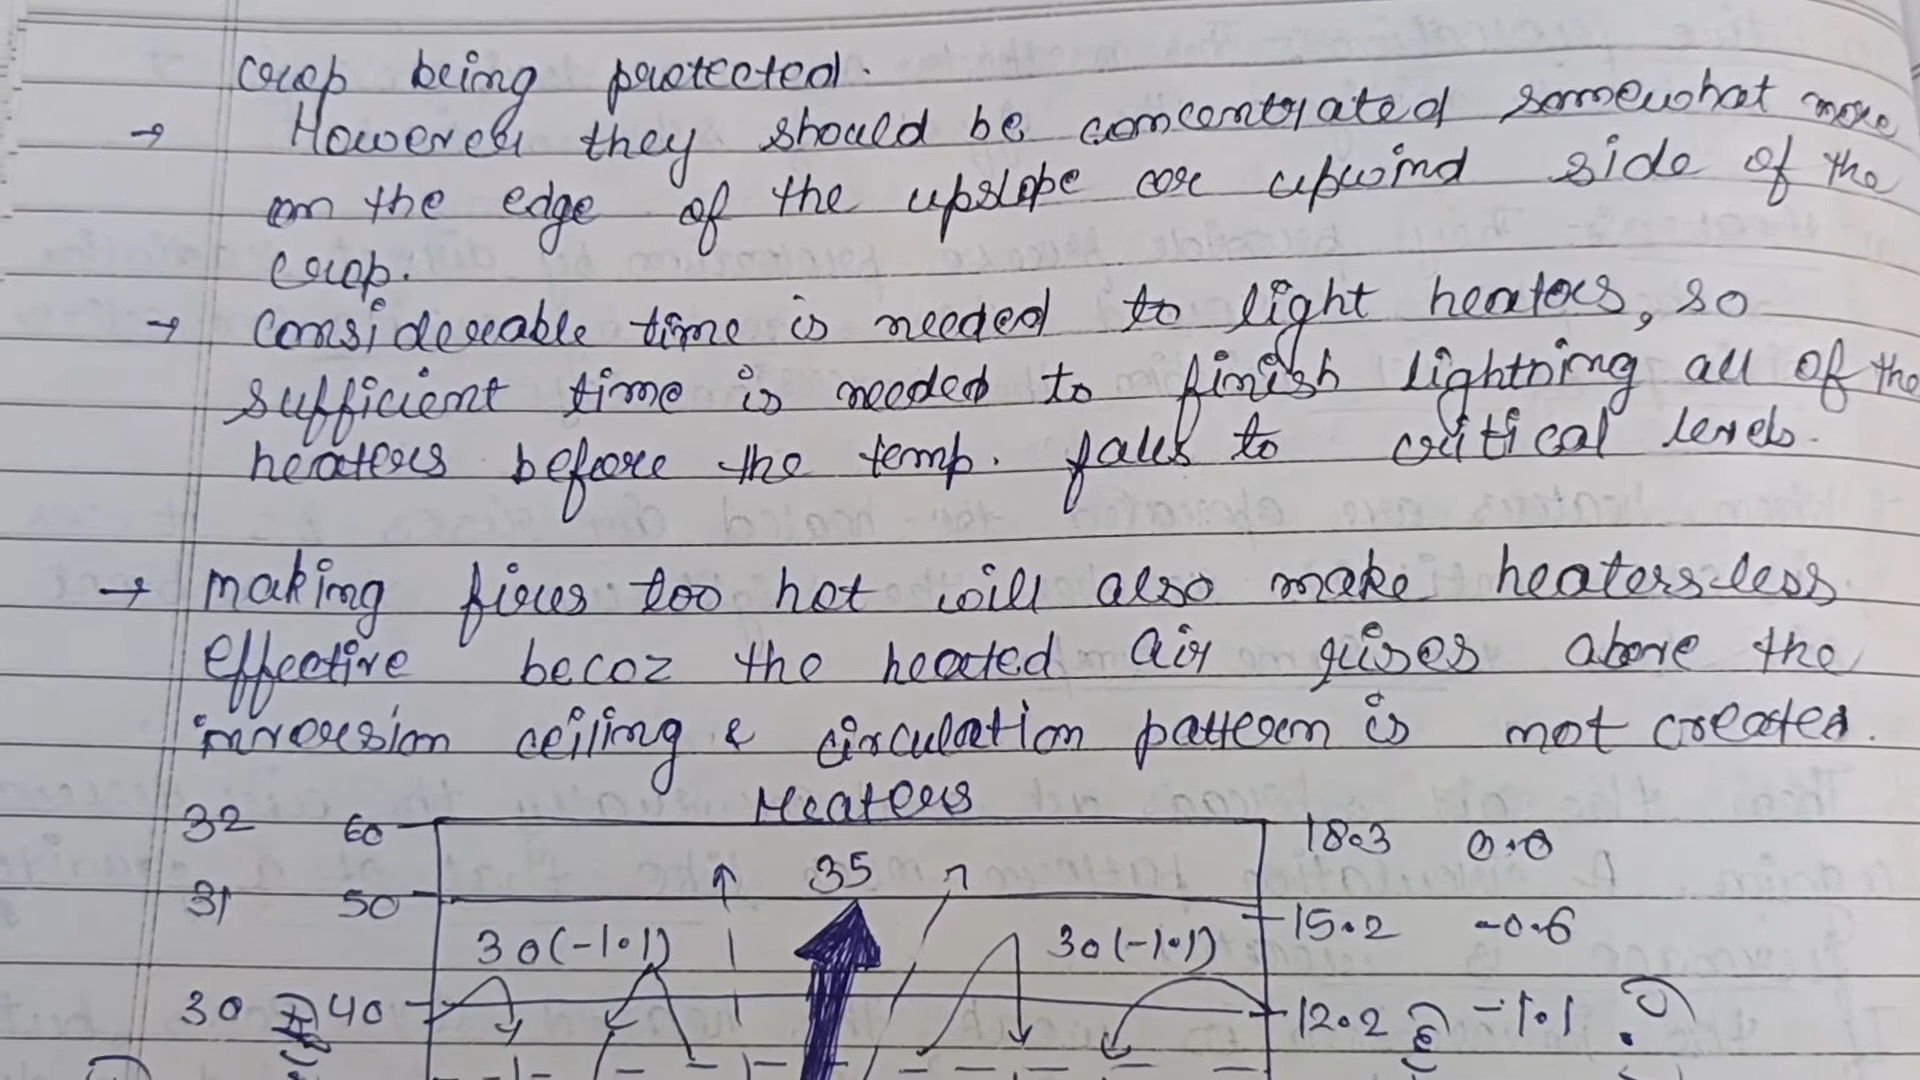 crop being protected.
→ However they should be concentrated somewhat more
on the edge of the upslope or upwind side of the
crop.
→ Considerable time is needed to light heaters, so
sufficient time is needed to finish lightning all of the
heaters before the temp. falls to critical levels.
→ making fires too hot will also make heaters less
effective becoz the heated air rises above the
inversion ceiling & circulation pattern is not created.
Heaters
32 60 18.3 0.0
35
31 50 15.2 -0.6
30(-1.1) 30(-1.1)
30 40 12.2 -1.1